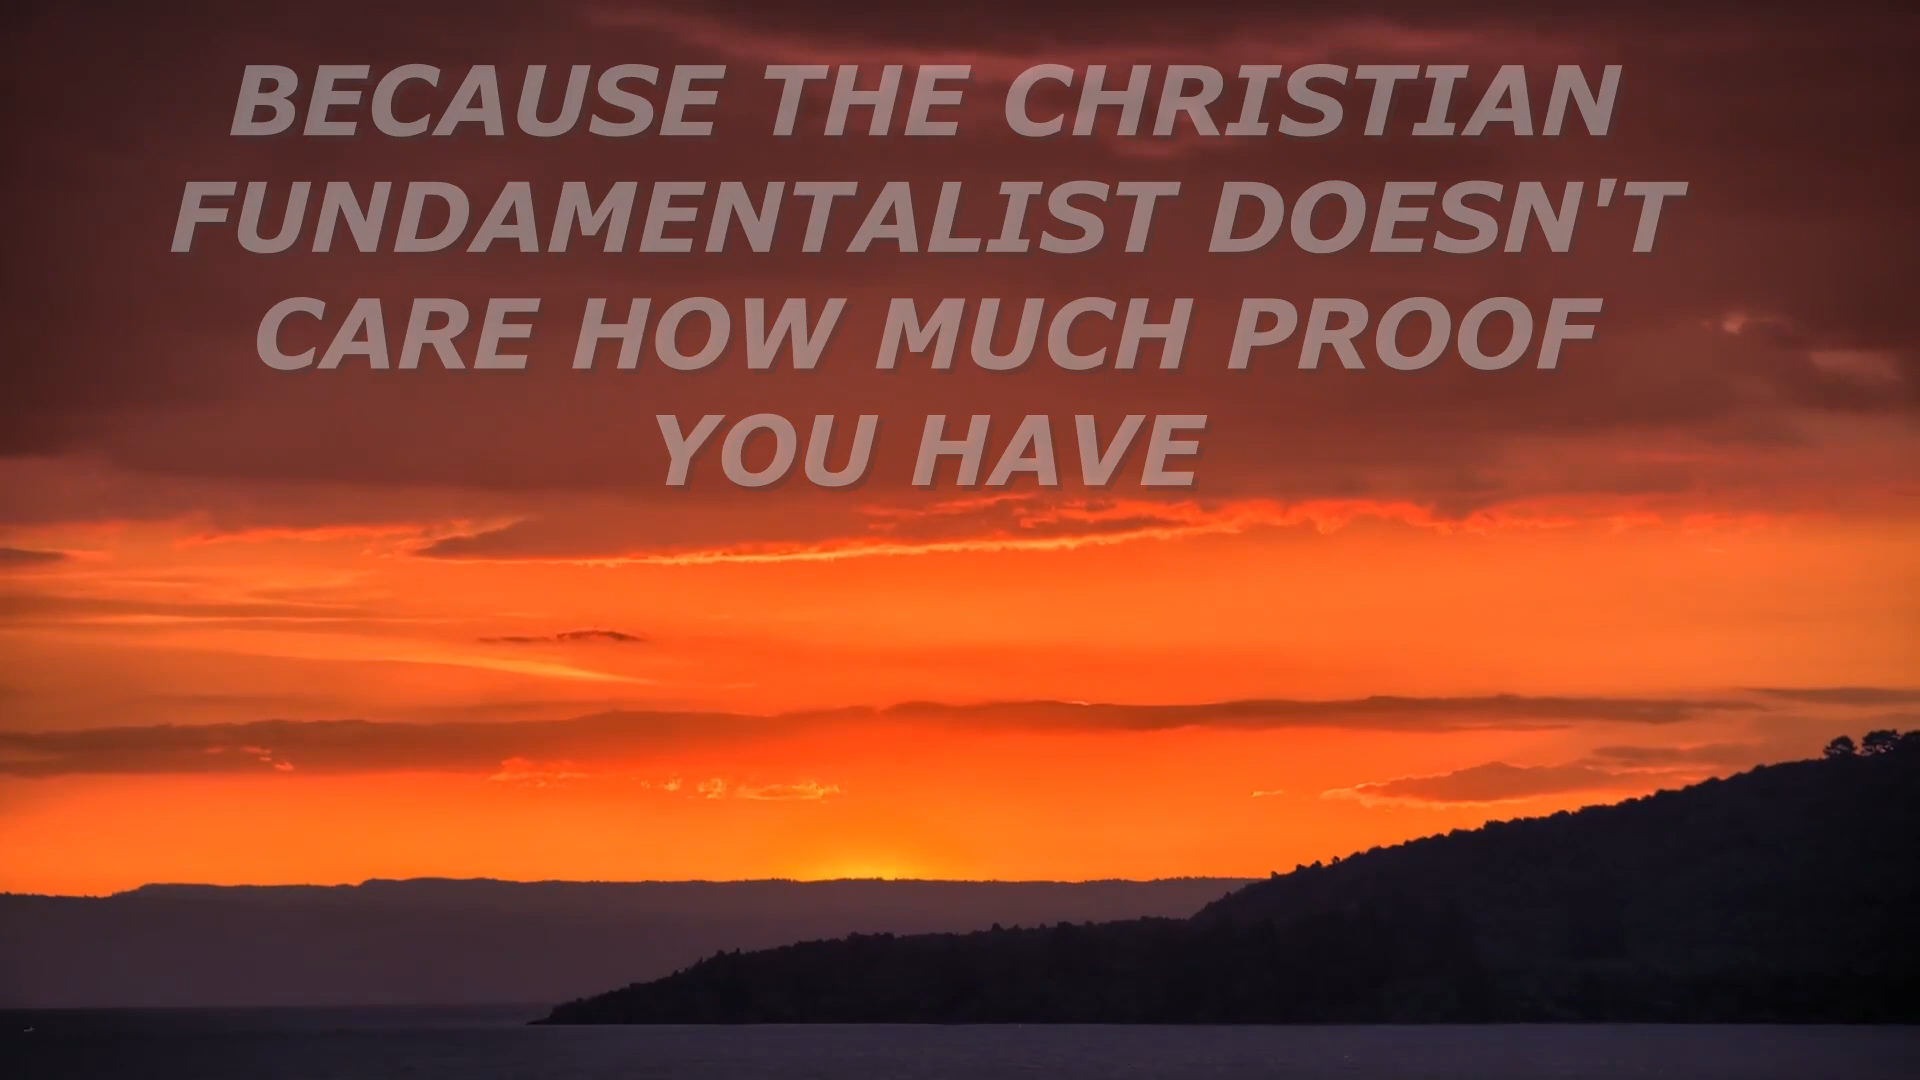 BECAUSE THE CHRISTIAN
FUNDAMENTALIST DOESN'T
CARE HOW MUCH PROOF
YOU HAVE